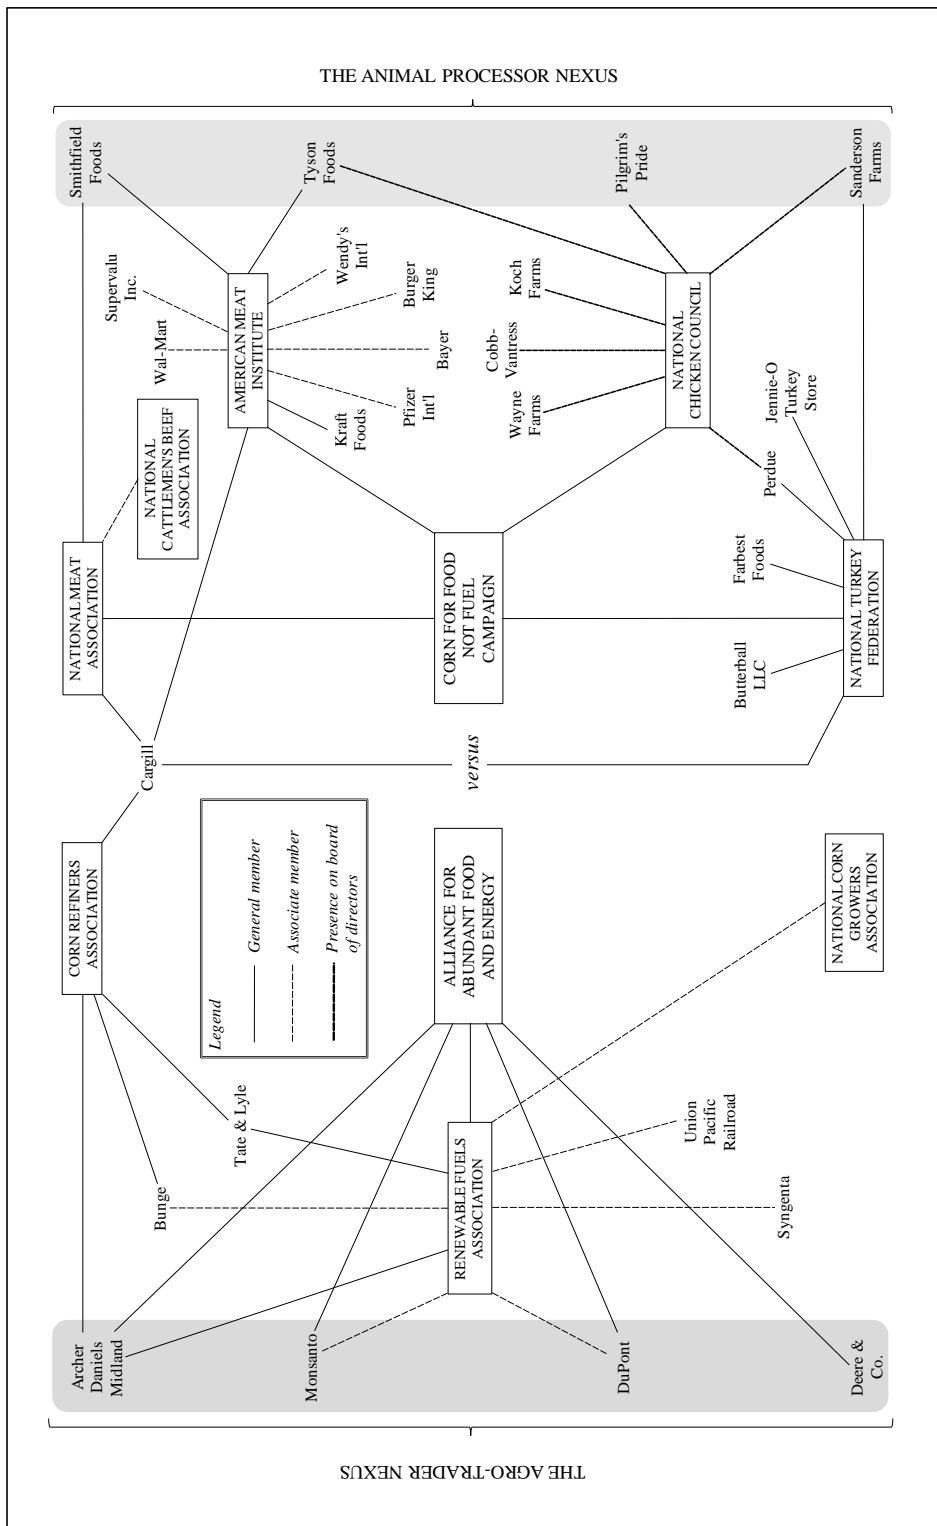 THE ANIMAL PROCESSOR NEXUS
Smithfield
Foods
Tyson
Foods
Pilgrim's
Pride
Sanderson
Farms
Supervalu
Inc.
Wal-Mart
AMERICAN MEAT
INSTITUTE
Wendy's
Int'l
Burger
King
Bayer
Pfizer
Int'l
Kraft
Foods
Koch
Farms
Cobb-
Vantress
Wayne
Farms
NATIONAL
CHICKEN COUNCIL
Jennie-O
Turkey
Store
Perdue
NATIONAL
CATTLEMEN'S BEEF
ASSOCIATION
NATIONAL MEAT
ASSOCIATION
CORN FOR FOOD
NOT FUEL
CAMPAIGN
Farbest
Foods
Butterball
LLC
NATIONAL TURKEY
FEDERATION
Cargill
versus
CORN REFINERS
ASSOCIATION
Legend
General member
Associate member
Presence on board
of directors
ALLIANCE FOR
ABUNDANT FOOD
AND ENERGY
NATIONAL CORN
GROWERS
ASSOCIATION
Tate & Lyle
Bunge
RENEWABLE FUELS
ASSOCIATION
Union
Pacific
Railroad
Syngenta
Archer
Daniels
Midland
Monsanto
DuPont
Deere &
Co.
THE AGRO-TRADER NEXUS